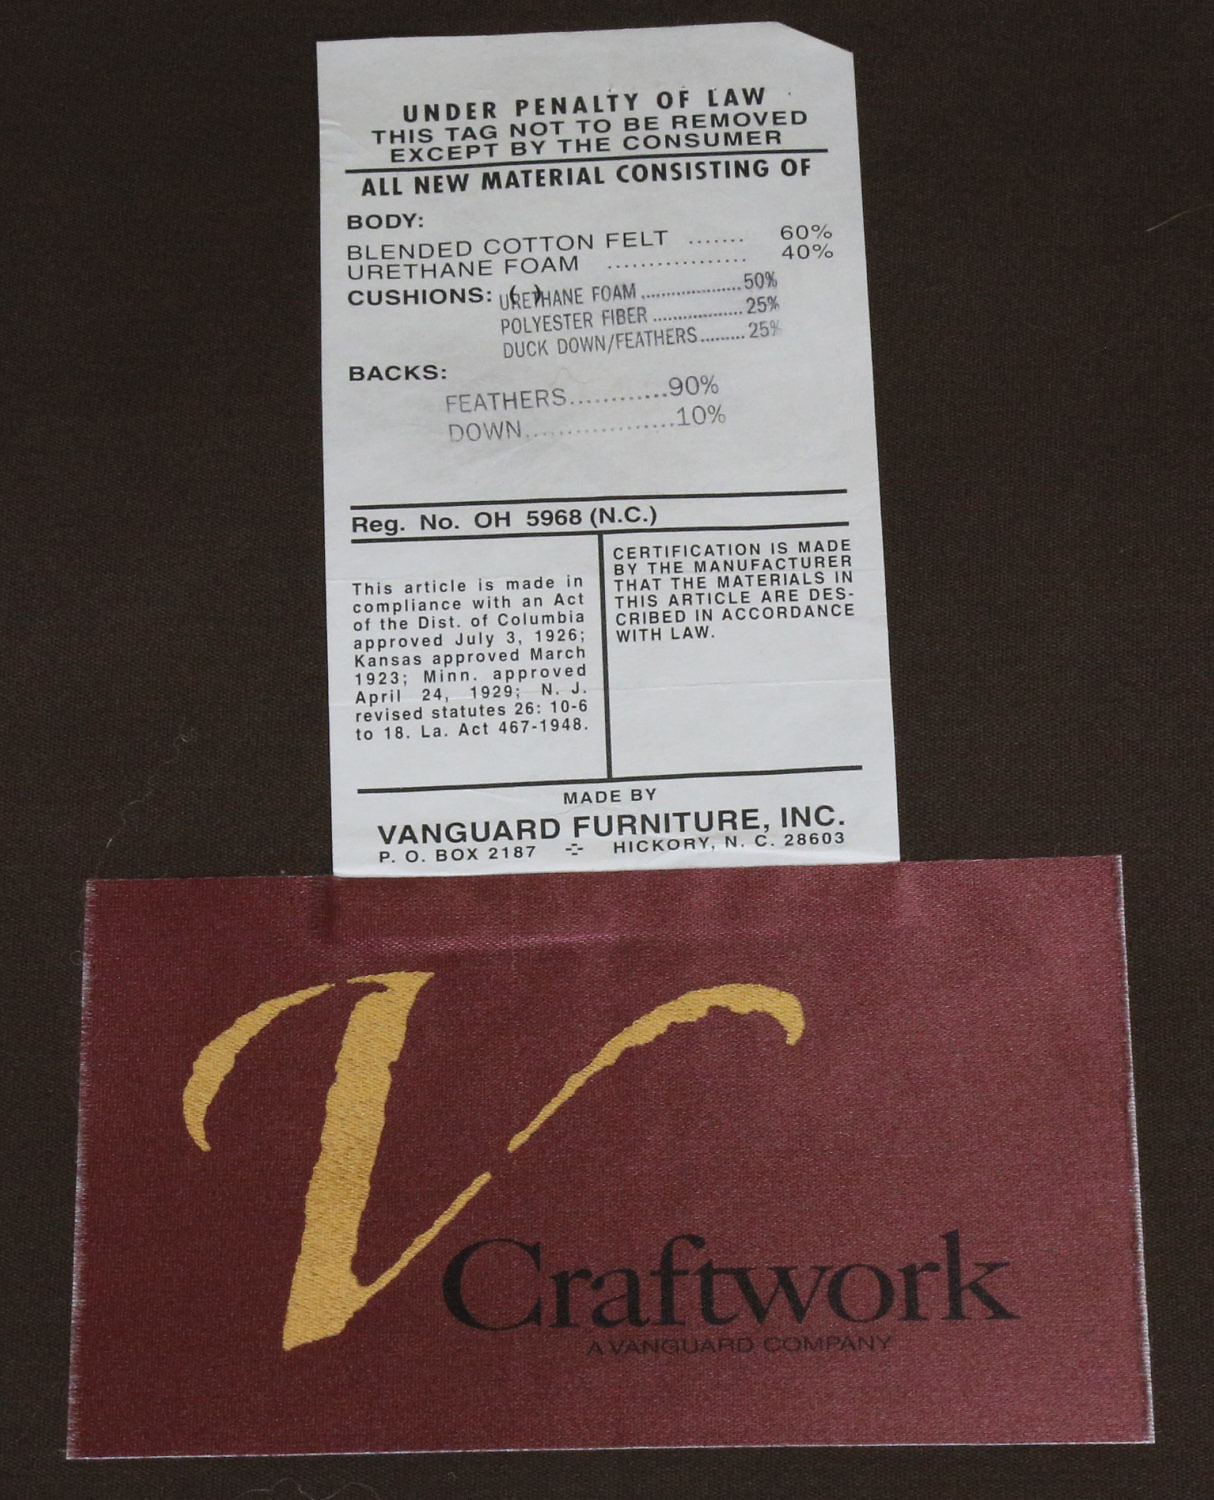 UNDER PENALTY OF LAW
THIS TAG NOT TO BE REMOVED
EXCEPT BY THE CONSUMER
ALL NEW MATERIAL CONSISTING OF
BODY:
BLENDED COTTON FELT ....... 60%
URETHANE FOAM ................. 40%
CUSHIONS: ( ) URETHANE FOAM ....................50%
POLYESTER FIBER ..................25%
DUCK DOWN/FEATHERS.........25%
BACKS:
FEATHERS............90%
DOWN...................10%
Reg. No. OH 5968 (N.C.)
This article is made in
compliance with an Act
of the Dist. of Columbia
approved July 3, 1926;
Kansas approved March
1923; Minn. approved
April 24, 1929; N. J.
revised statutes 26: 10-6
to 18. La. Act 467-1948.
CERTIFICATION IS MADE
BY THE MANUFACTURER
THAT THE MATERIALS IN
THIS ARTICLE ARE DES-
CRIBED IN ACCORDANCE
WITH LAW.
MADE BY
VANGUARD FURNITURE, INC.
P. O. BOX 2187 -:- HICKORY, N. C. 28603
V
Craftwork
A VANGUARD COMPANY